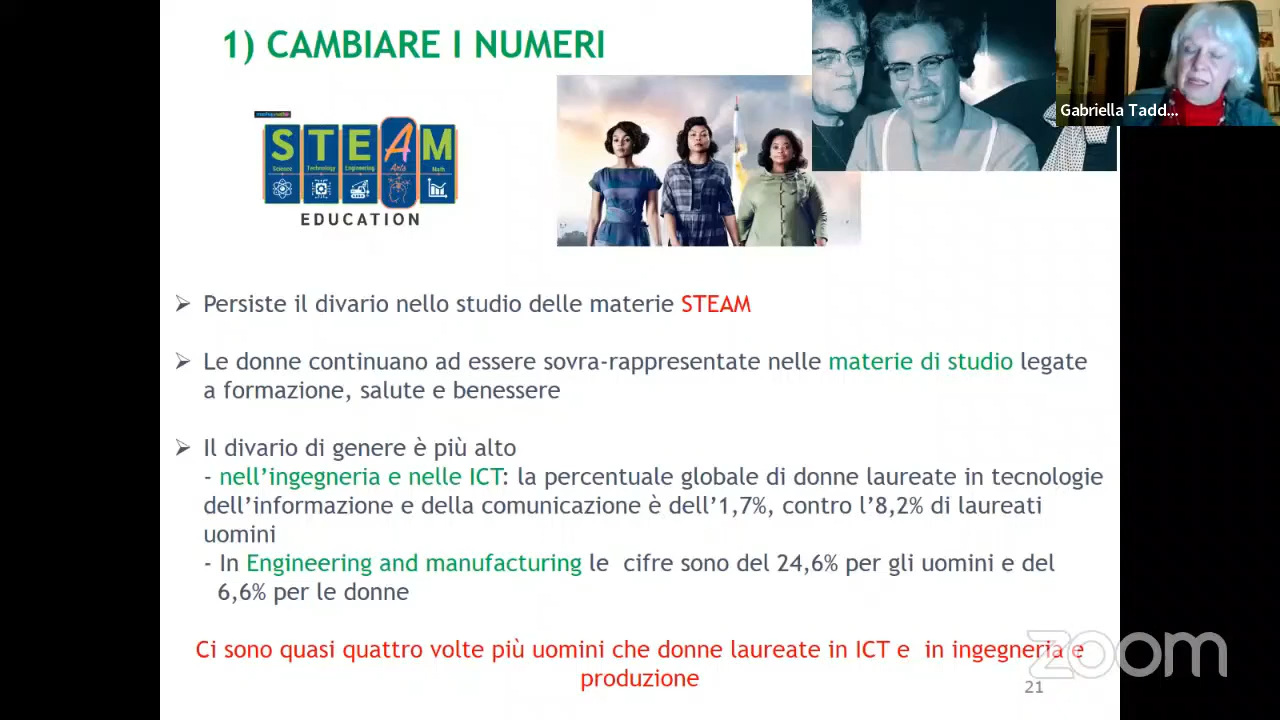 1) CAMBIARE I NUMERI
Gabriella Tadd...
STEAM
Science Technology Engineering Arts Math
EDUCATION
➢ Persiste il divario nello studio delle materie STEAM
➢ Le donne continuano ad essere sovra-rappresentate nelle materie di studio legate
a formazione, salute e benessere
➢ Il divario di genere è più alto
- nell’ingegneria e nelle ICT: la percentuale globale di donne laureate in tecnologie
dell’informazione e della comunicazione è dell’1,7%, contro l’8,2% di laureati
uomini
- In Engineering and manufacturing le cifre sono del 24,6% per gli uomini e del
6,6% per le donne
Ci sono quasi quattro volte più uomini che donne laureate in ICT e in ingegneria e
produzione
zoom
21